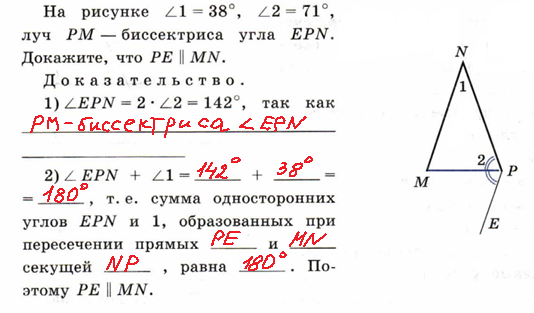 На рисунке ∠1 = 38°, ∠2 = 71°,
луч PM — биссектриса угла EPN.
Докажите, что PE ∥ MN.
Доказательство.
1) ∠EPN = 2 · ∠2 = 142°, так как
PM-биссектриса ∠EPN
2) ∠ EPN + ∠1 = 142° + 38° =
= 180°, т. е. сумма односторонних
углов EPN и 1, образованных при
пересечении прямых PE и MN
секущей NP , равна 180°. По-
этому PE ∥ MN.
N
1
2
M
P
E